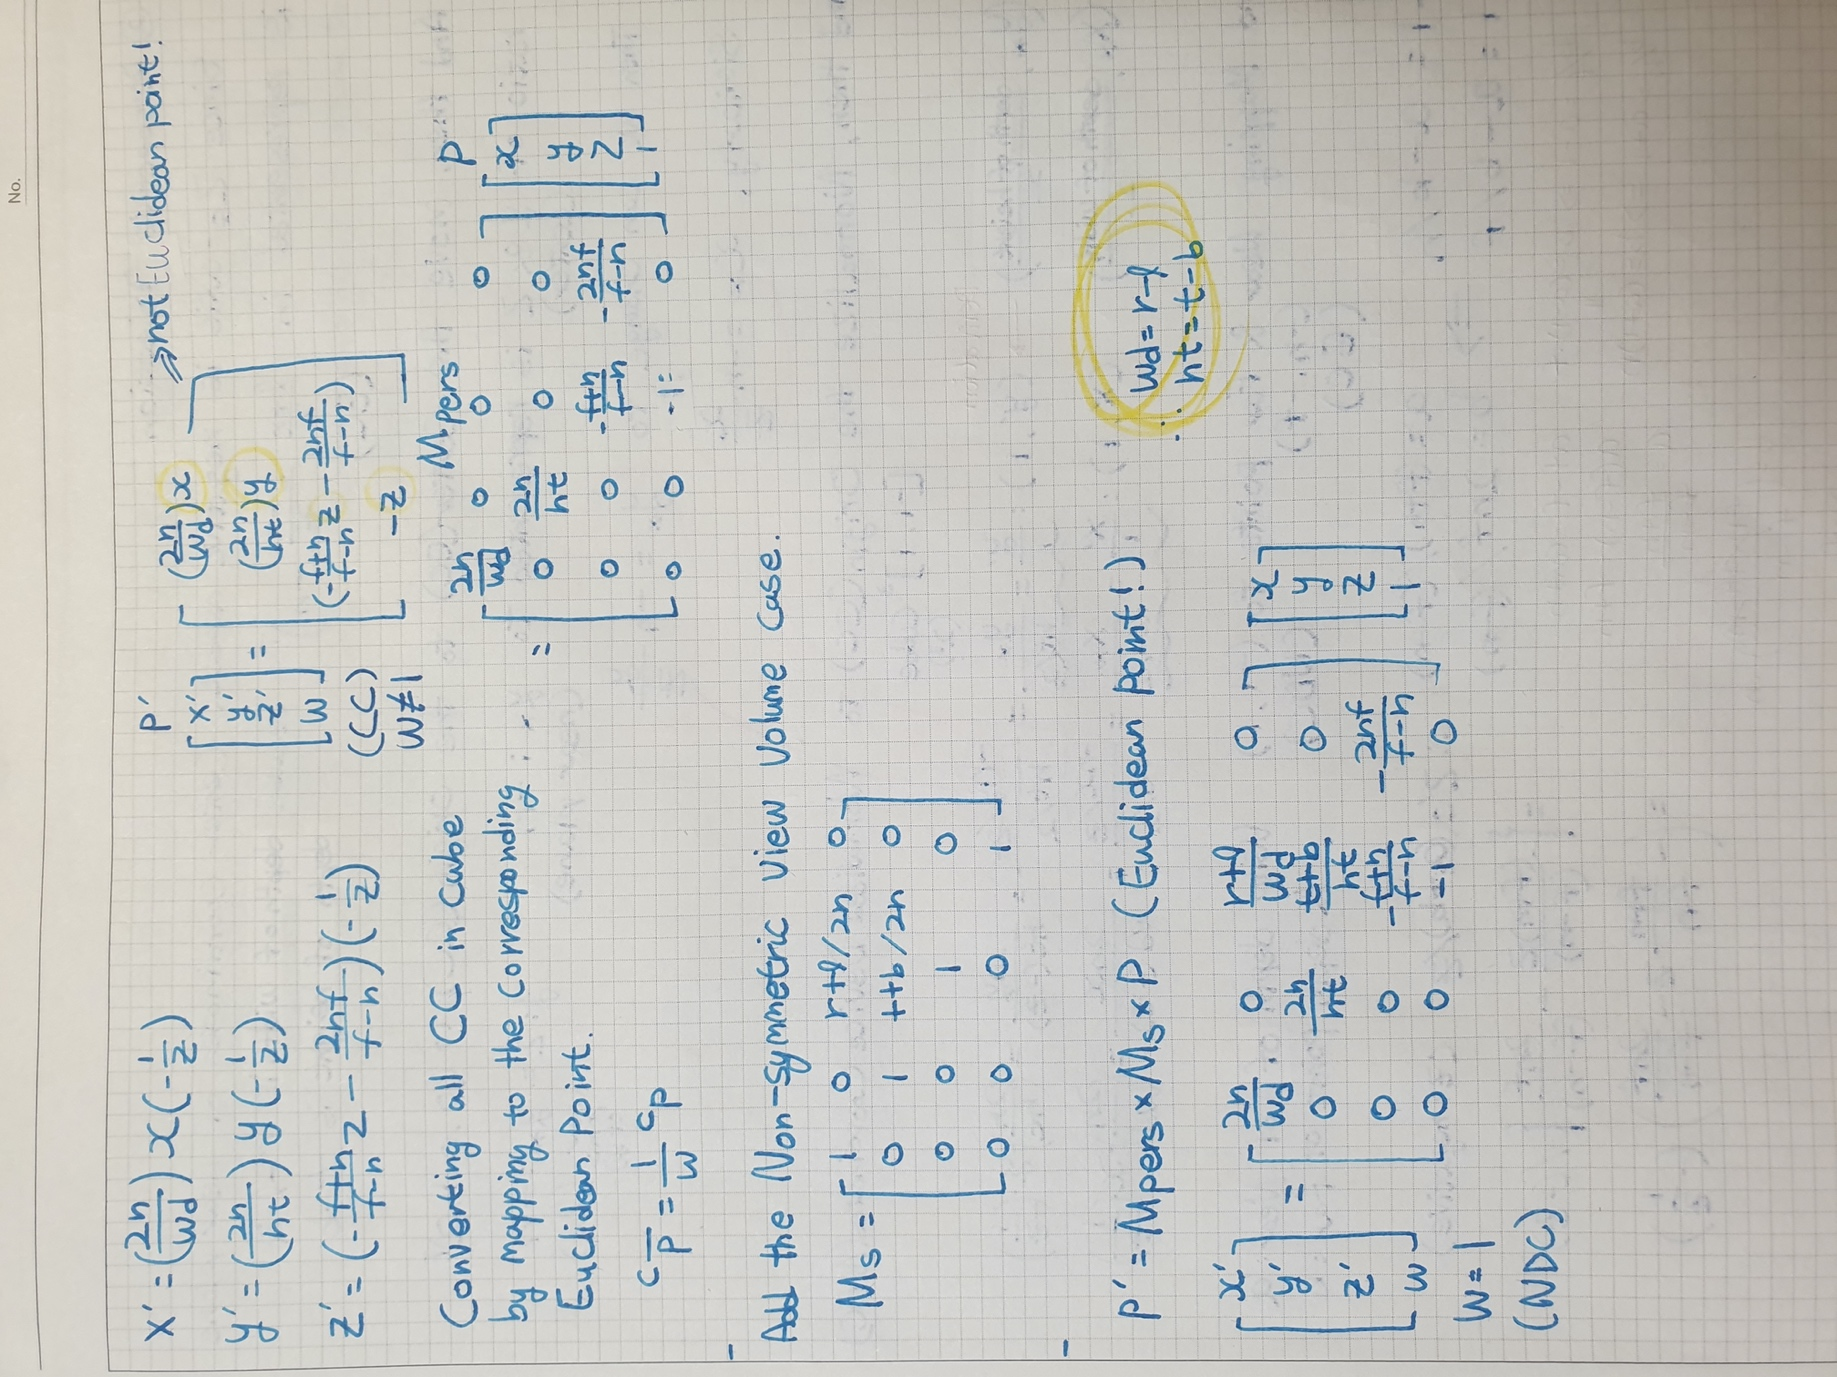 No.
x' = (2n/wd) x (-1/z)
y' = (2n/ht) y (-1/z)
z' = (-f+n/f-n z - 2nf/f-n) (-1/z)
P'
[x' y' z' w] = [(2n/wd)x (2n/ht)y (-f+n/f-n z - 2nf/f-n) -z] ⇒ not Euclidean point!
(CC)
w≠1
Converting all CC in Cube
by mapping to the Corresponding
Euclidean Point.
c p̄ = 1/w c p
Mpers P
= [2n/wd 0 0 0
0 2n/ht 0 0
0 0 -f+n/f-n -2nf/f-n
0 0 -1 0] [x y z 1]
- Add the Non-Symmetric View Volume Case.
Ms = [1 0 r+l/2n 0
0 1 t+b/2n 0
0 0 1 0
0 0 0 1]
- P' = Mpers x Ms x P (Euclidean point!)
∴ wd = r-l
ht = t-b
[x' y' z' w] = [2n/wd 0 r+l/wd 0
0 2n/ht t+b/ht 0
0 0 -f+n/f-n -2nf/f-n
0 0 -1 0] [x y z 1]
w=1
(NDC)